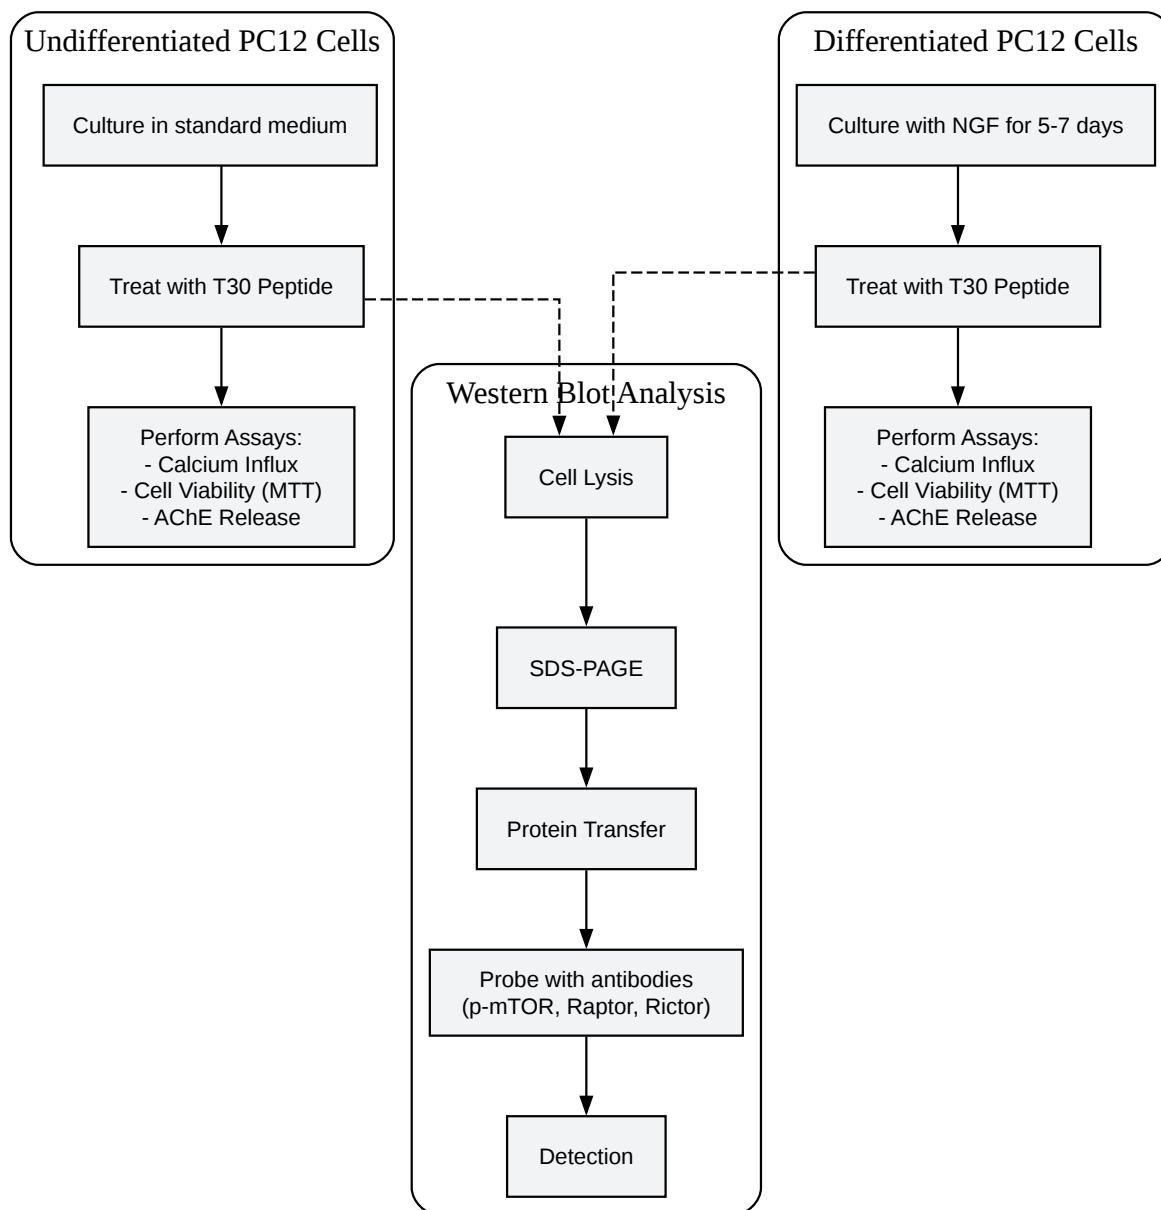 Undifferentiated PC12 Cells
Culture in standard medium
Treat with T30 Peptide
Perform Assays:
- Calcium Influx
- Cell Viability (MTT)
- AChE Release
Differentiated PC12 Cells
Culture with NGF for 5-7 days
Treat with T30 Peptide
Perform Assays:
- Calcium Influx
- Cell Viability (MTT)
- AChE Release
Western Blot Analysis
Cell Lysis
SDS-PAGE
Protein Transfer
Probe with antibodies
(p-mTOR, Raptor, Rictor)
Detection